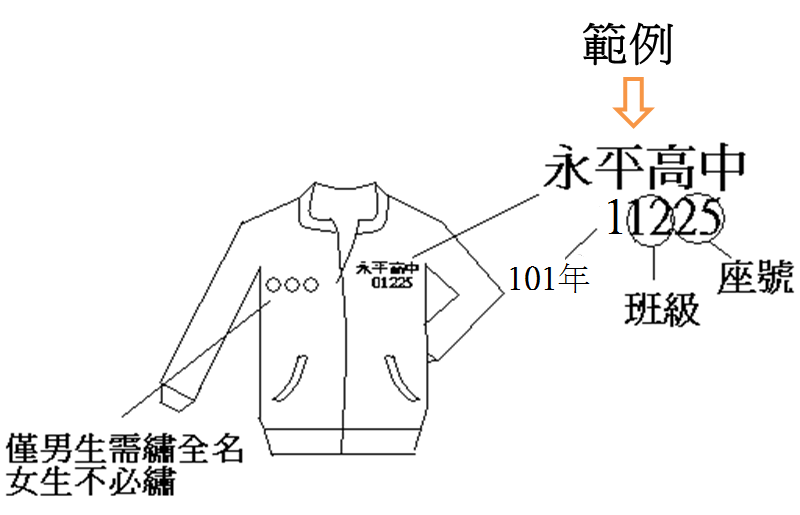 範例
永平高中
11225
101年
班級
座號
永平高中
01225
○○○
僅男生需繡全名
女生不必繡